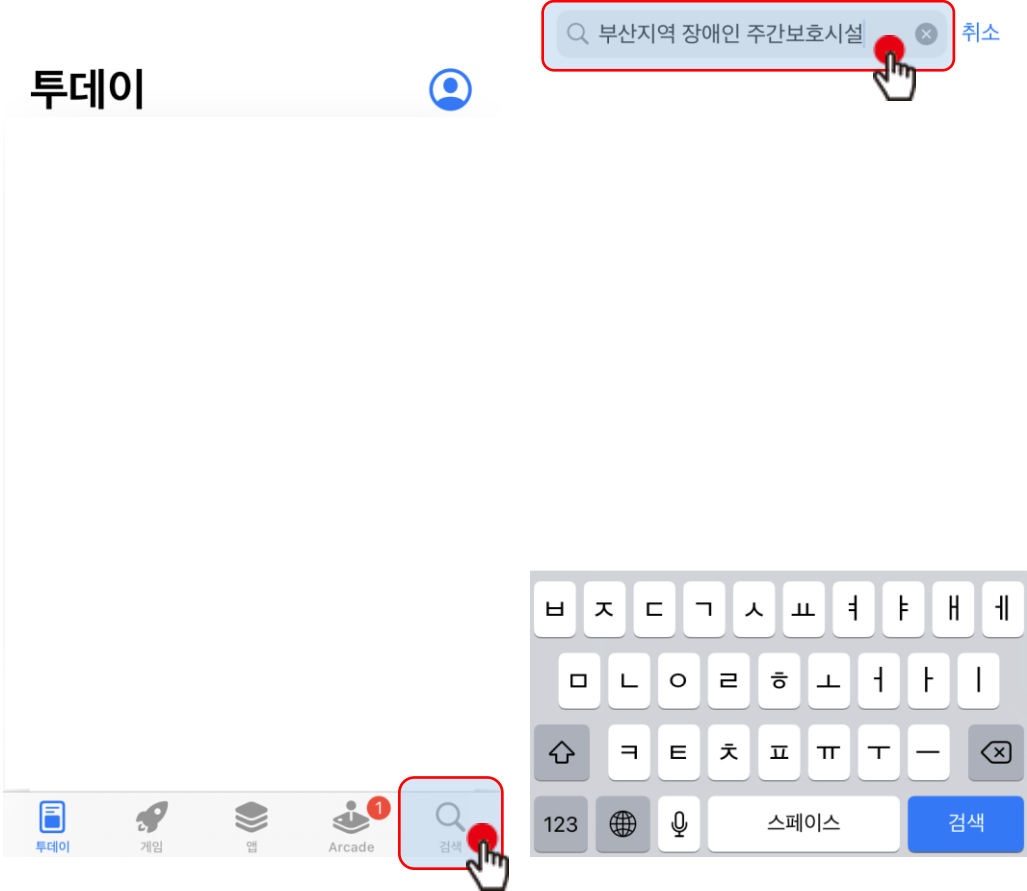 투데이
1
투데이 게임 앱 Arcade 검색
부산지역 장애인 주간보호시설 취소
ㅂ ㅈ ㄷ ㄱ ㅅ ㅛ ㅕ ㅑ ㅐ ㅔ
ㅁ ㄴ ㅇ ㄹ ㅎ ㅗ ㅓ ㅏ ㅣ
ㅋ ㅌ ㅊ ㅍ ㅠ ㅜ ㅡ
123 스페이스 검색